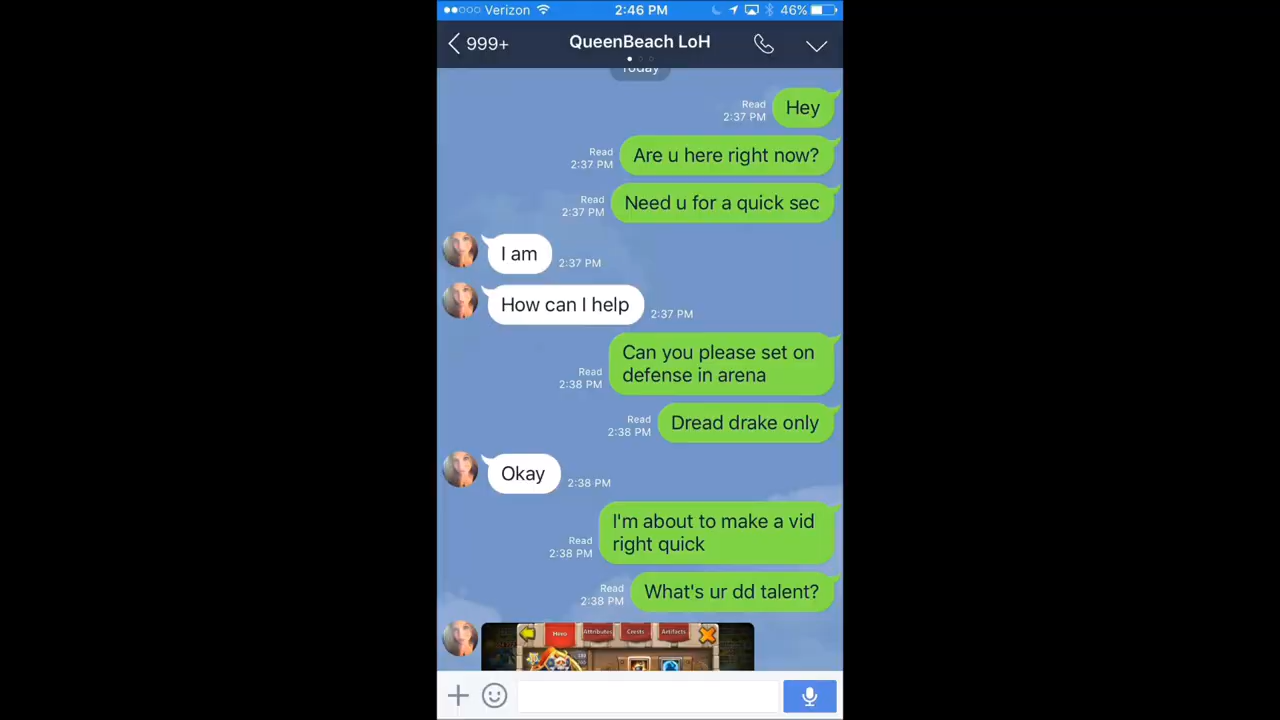 Verizon 2:46 PM 46%
999+ QueenBeach LoH
Today
Read
2:37 PM
Hey
Read
2:37 PM
Are u here right now?
Read
2:37 PM
Need u for a quick sec
I am
2:37 PM
How can I help
2:37 PM
Can you please set on
defense in arena
Read
2:38 PM
Read
2:38 PM
Dread drake only
Okay
2:38 PM
I'm about to make a vid
right quick
Read
2:38 PM
Read
2:38 PM
What's ur dd talent?
Hero Attributes Crests Artifacts